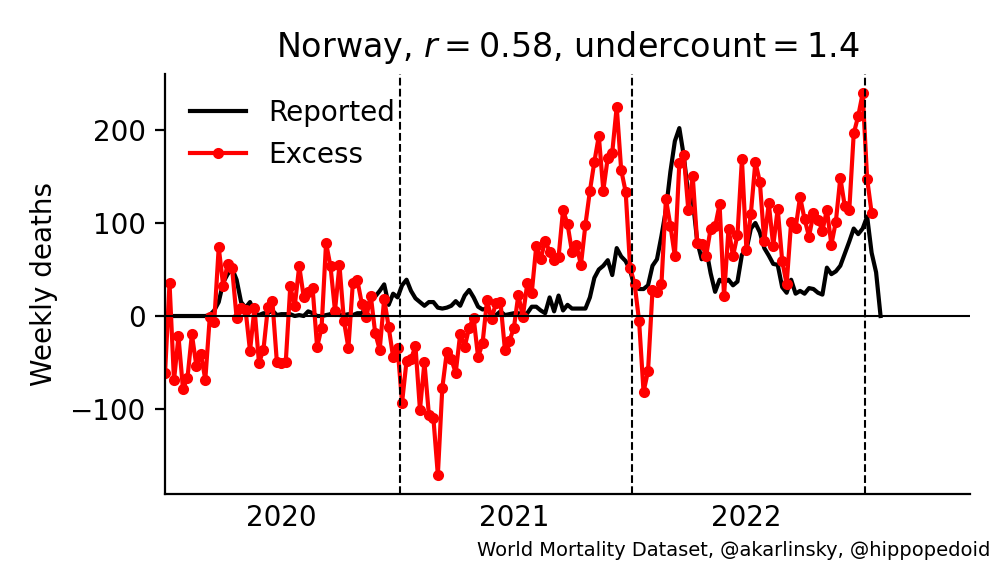 Norway, r = 0.58, undercount = 1.4
Reported
Excess
Weekly deaths
200
100
0
−100
2020
2021
2022
World Mortality Dataset, @akarlinsky, @hippopedoid